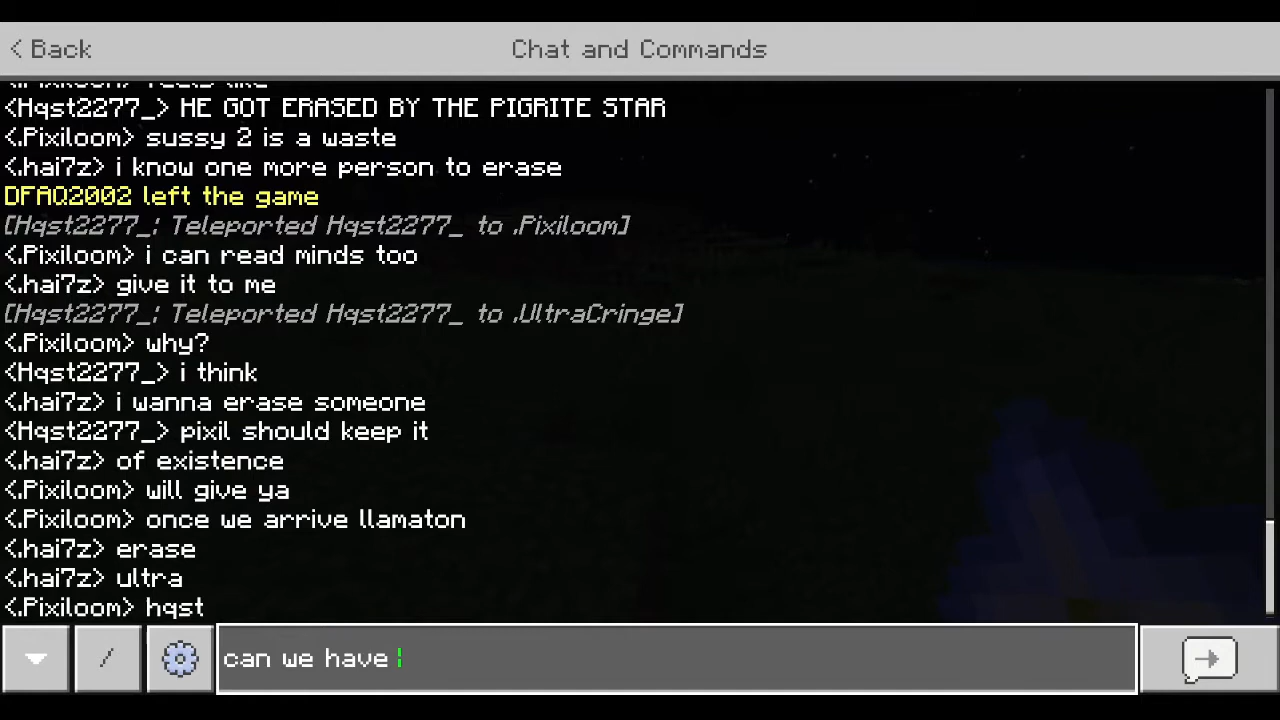 < Back
Chat and Commands
<Hqst2277_> HE GOT ERASED BY THE PIGRITE STAR
<.Pixiloom> sussy 2 is a waste
<.hai7z> i know one more person to erase
DFAQ2002 left the game
[Hqst2277_: Teleported Hqst2277_ to .Pixiloom]
<.Pixiloom> i can read minds too
<.hai7z> give it to me
[Hqst2277_: Teleported Hqst2277_ to .UltraCringe]
<.Pixiloom> why?
<Hqst2277_> i think
<.hai7z> i wanna erase someone
<Hqst2277_> pixil should keep it
<.hai7z> of existence
<.Pixiloom> will give ya
<.Pixiloom> once we arrive llamaton
<.hai7z> erase
<.hai7z> ultra
<.Pixiloom> hqst
/
can we have